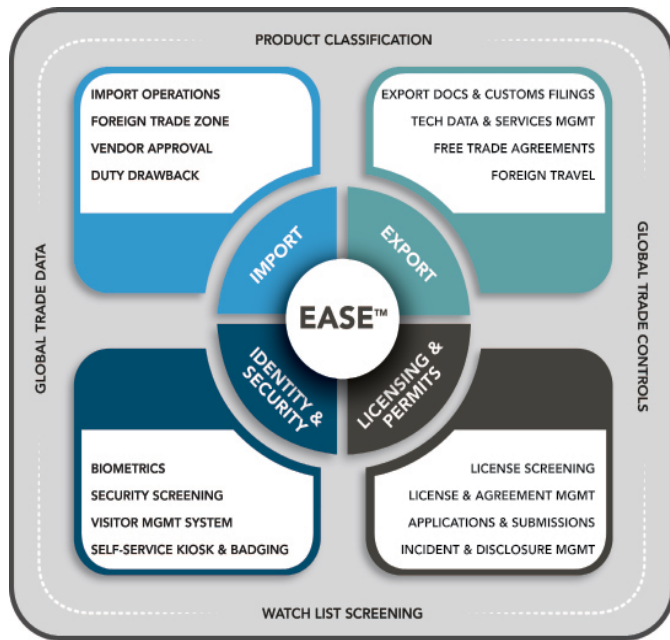 PRODUCT CLASSIFICATION
IMPORT OPERATIONS
FOREIGN TRADE ZONE
VENDOR APPROVAL
DUTY DRAWBACK
EXPORT DOCS & CUSTOMS FILINGS
TECH DATA & SERVICES MGMT
FREE TRADE AGREEMENTS
FOREIGN TRAVEL
IMPORT
EXPORT
GLOBAL TRADE DATA
EASE™
GLOBAL TRADE CONTROLS
IDENTITY &
SECURITY
LICENSING &
PERMITS
BIOMETRICS
SECURITY SCREENING
VISITOR MGMT SYSTEM
SELF-SERVICE KIOSK & BADGING
LICENSE SCREENING
LICENSE & AGREEMENT MGMT
APPLICATIONS & SUBMISSIONS
INCIDENT & DISCLOSURE MGMT
WATCH LIST SCREENING